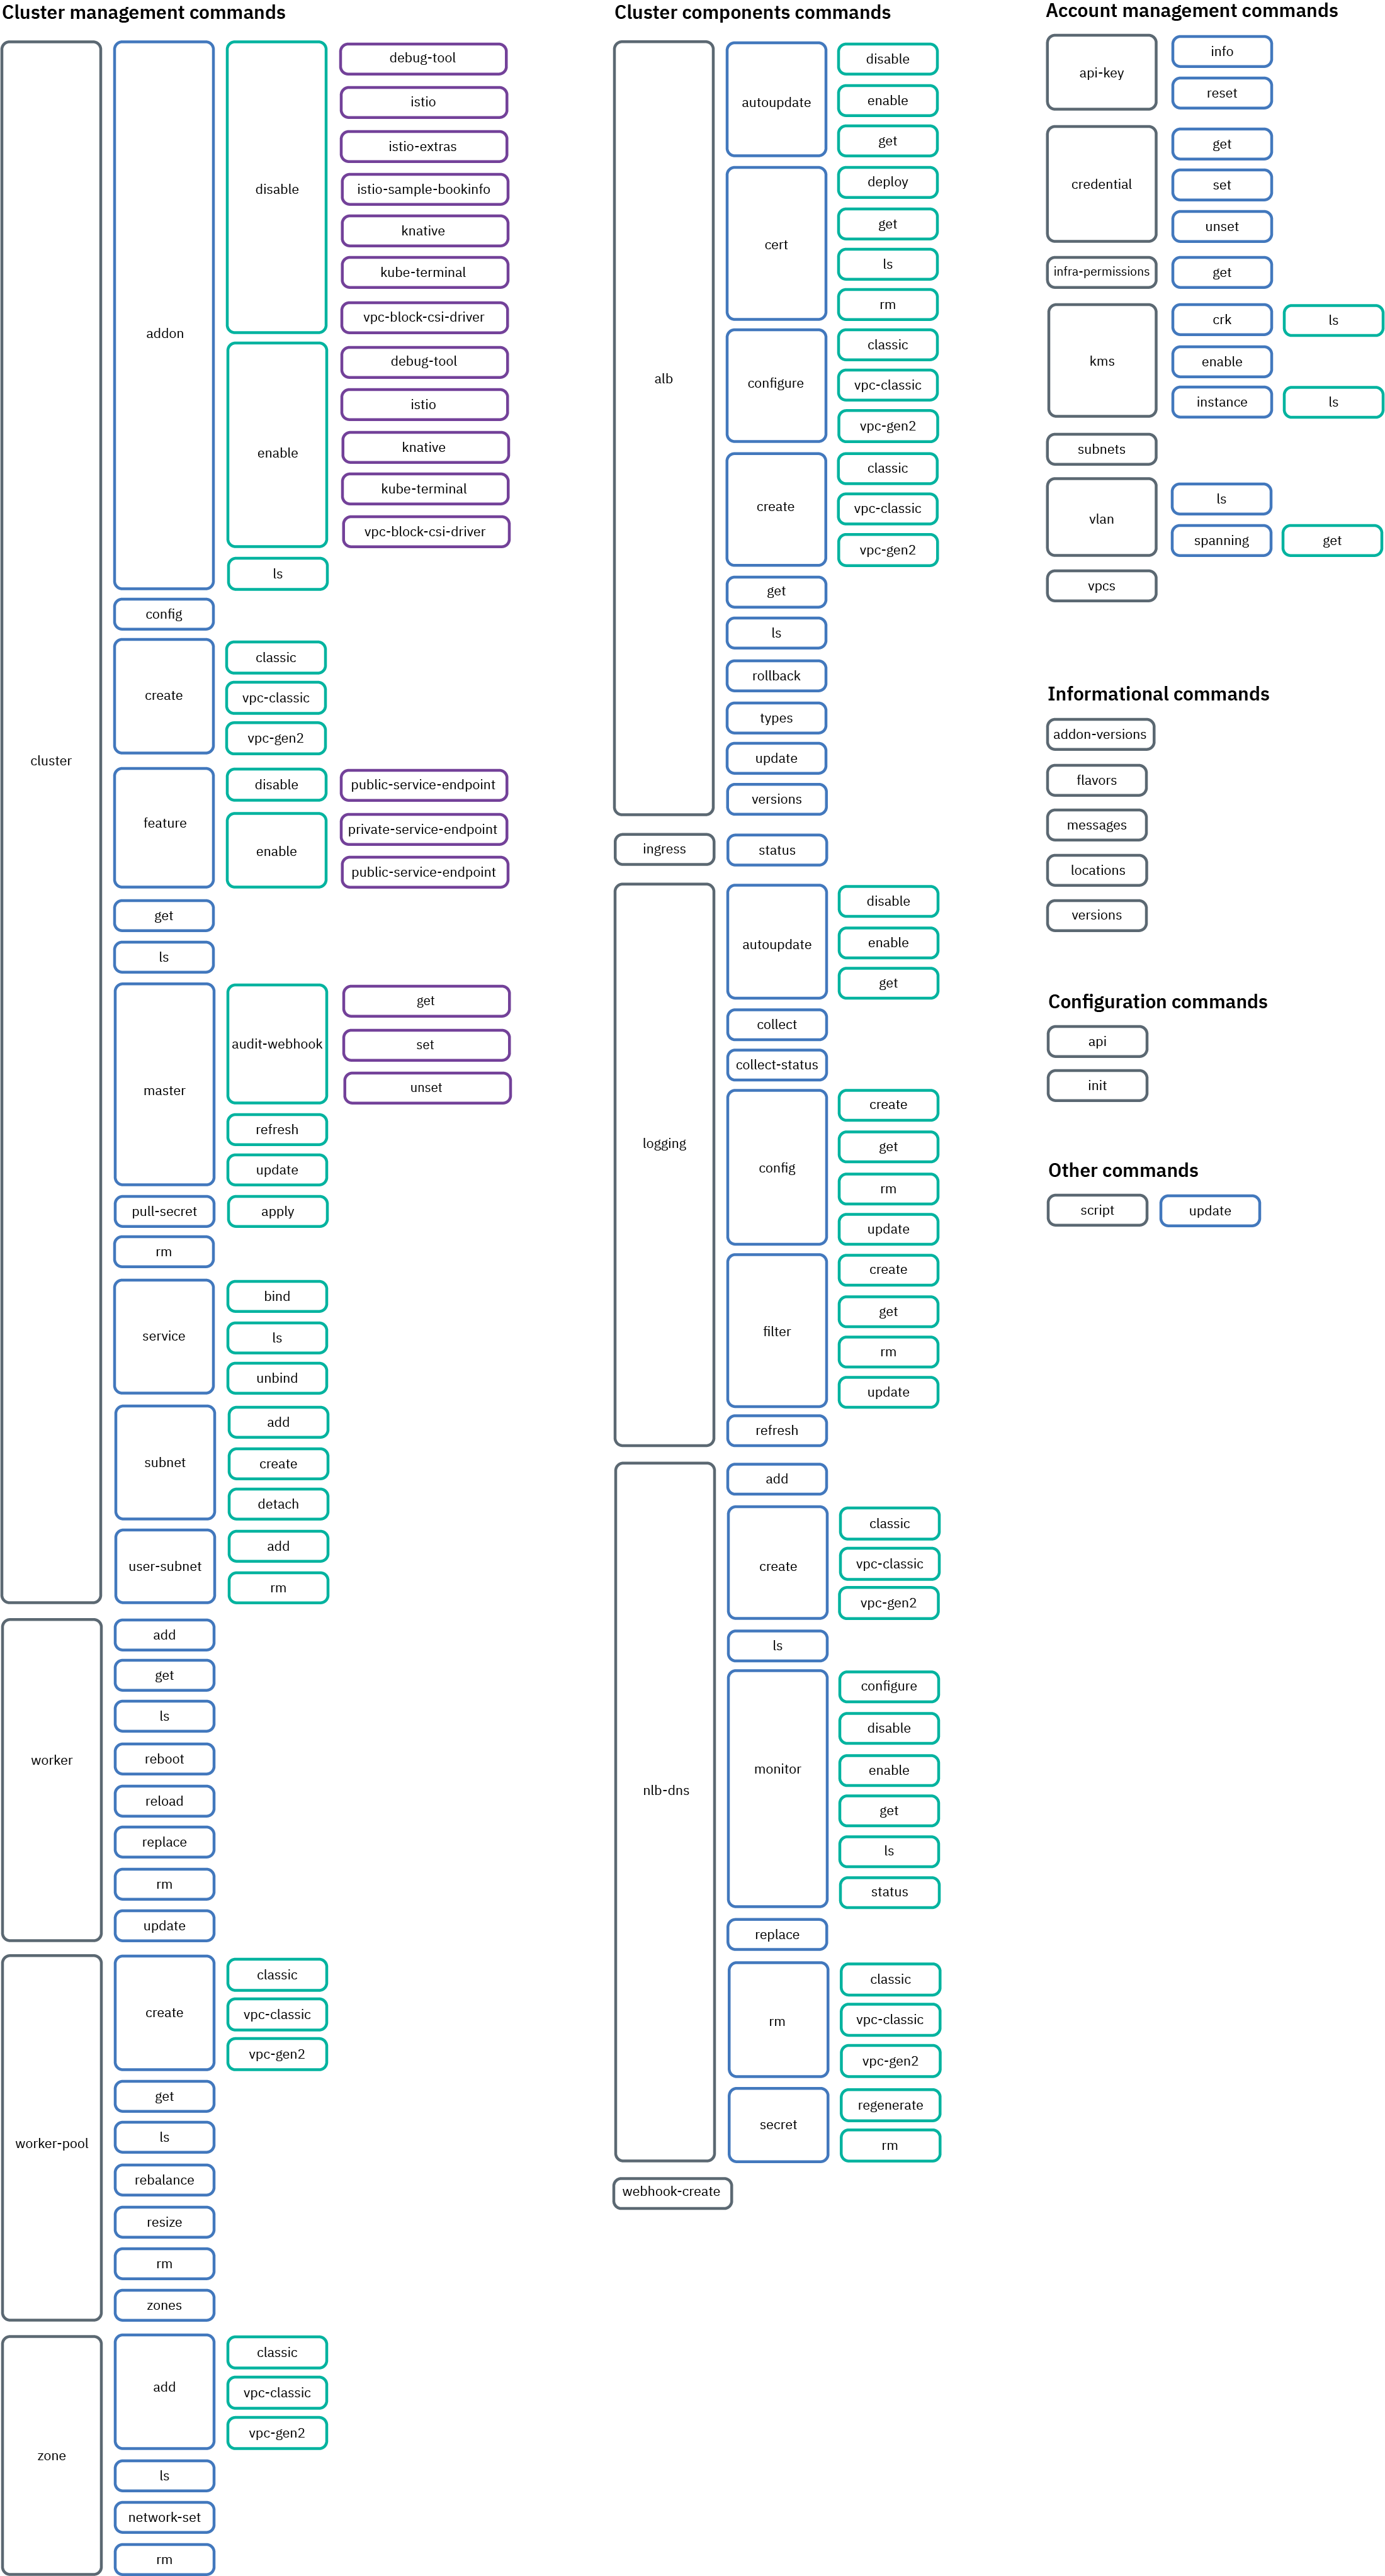 Cluster management commands
cluster
addon
disable
debug-tool
istio
istio-extras
istio-sample-bookinfo
knative
kube-terminal
vpc-block-csi-driver
enable
debug-tool
istio
knative
kube-terminal
vpc-block-csi-driver
ls
config
create
classic
vpc-classic
vpc-gen2
feature
disable
public-service-endpoint
enable
private-service-endpoint
public-service-endpoint
get
ls
master
audit-webhook
get
set
unset
refresh
update
pull-secret
apply
rm
service
bind
ls
unbind
subnet
add
create
detach
user-subnet
add
rm
worker
add
get
ls
reboot
reload
replace
rm
update
worker-pool
create
classic
vpc-classic
vpc-gen2
get
ls
rebalance
resize
rm
zones
zone
add
classic
vpc-classic
vpc-gen2
ls
network-set
rm
Cluster components commands
alb
autoupdate
disable
enable
get
cert
deploy
get
ls
rm
configure
classic
vpc-classic
vpc-gen2
create
classic
vpc-classic
vpc-gen2
get
ls
rollback
types
update
versions
ingress
status
logging
autoupdate
disable
enable
get
collect
collect-status
config
create
get
rm
update
filter
create
get
rm
update
refresh
nlb-dns
add
create
classic
vpc-classic
vpc-gen2
ls
monitor
configure
disable
enable
get
ls
status
replace
rm
classic
vpc-classic
vpc-gen2
secret
regenerate
rm
webhook-create
Account management commands
api-key
info
reset
credential
get
set
unset
infra-permissions
get
kms
crk
ls
enable
instance
ls
subnets
vlan
ls
spanning
get
vpcs
Informational commands
addon-versions
flavors
messages
locations
versions
Configuration commands
api
init
Other commands
script
update